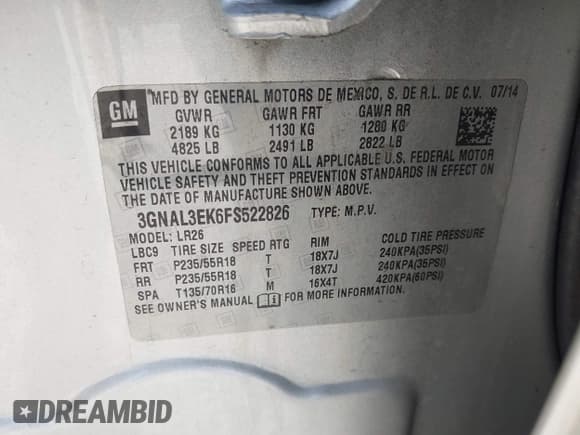 GM
MFD BY GENERAL MOTORS DE MEXICO, S. DE R.L. DE C.V. 07/14
GVWR GAWR FRT GAWR RR
2189 KG 1130 KG 1280 KG
4825 LB 2491 LB 2822 LB
THIS VEHICLE CONFORMS TO ALL APPLICABLE U.S. FEDERAL MOTOR
VEHICLE SAFETY AND THEFT PREVENTION STANDARDS IN EFFECT ON
THE DATE OF MANUFACTURE SHOWN ABOVE.
3GNAL3EK6FS522826 TYPE: M.P.V.
MODEL: LR26
LBC9 TIRE SIZE SPEED RTG RIM COLD TIRE PRESSURE
FRT P235/55R18 T 18X7J 240KPA(35PSI)
RR P235/55R18 T 18X7J 240KPA(35PSI)
SPA T135/70R16 M 16X4T 420KPA(60PSI)
SEE OWNER'S MANUAL FOR MORE INFORMATION.
DREAMBID